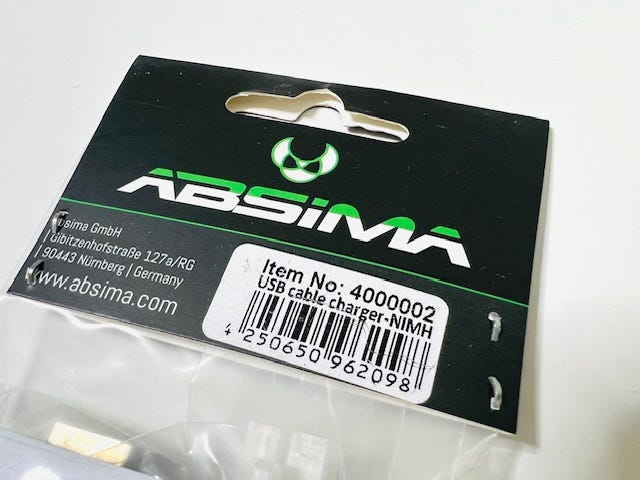 ABSiMA
Absima GmbH
Gibitzenhofstraße 127a/RG
90443 Nürnberg | Germany
www.absima.com
Item No: 4000002
USB cable charger-NIMH
4 250650 962098